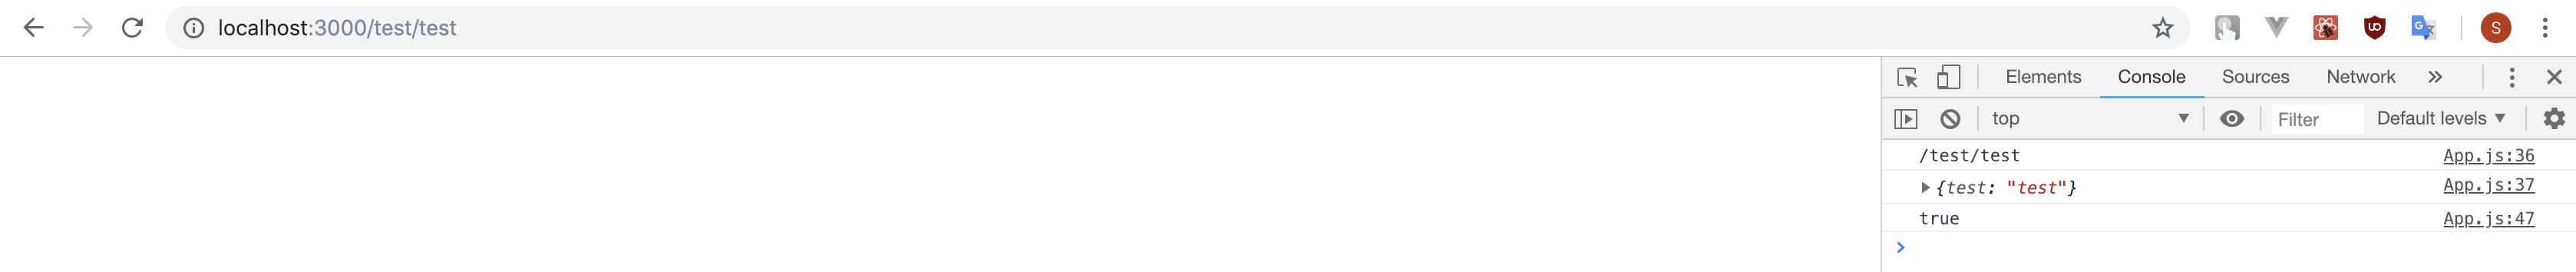 localhost:3000/test/test
S
Elements Console Sources Network »
top Filter Default levels
/test/test App.js:36
{test: "test"} App.js:37
true App.js:47